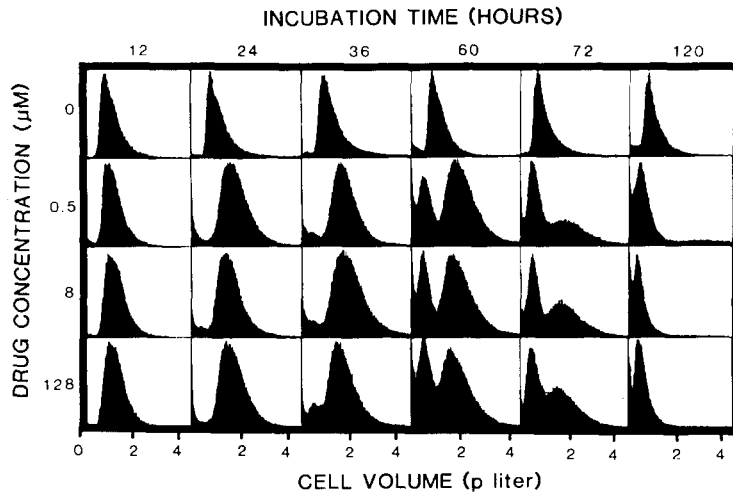 INCUBATION TIME (HOURS)
12 24 36 60 72 120
DRUG CONCENTRATION (µM)
0
0.5
8
128
0 2 4 2 4 2 4 2 4 2 4 2 4
CELL VOLUME (p liter)